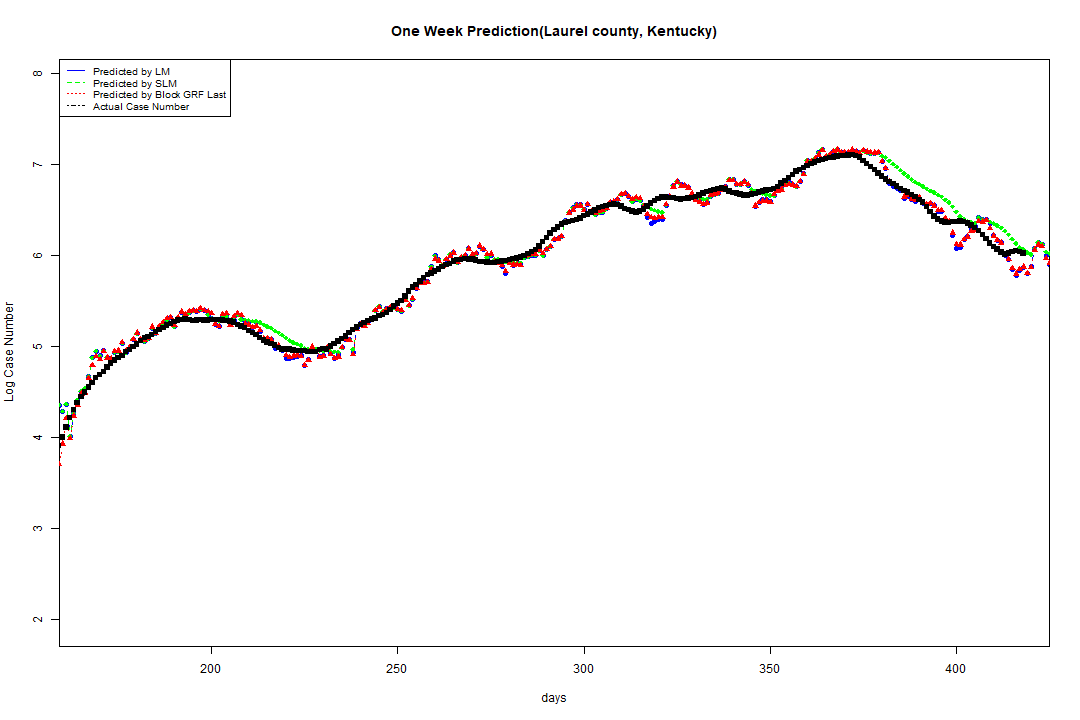 One Week Prediction(Laurel county, Kentucky)
Predicted by LM
Predicted by SLM
Predicted by Block GRF Last
Actual Case Number
8
7
6
5
4
3
2
Log Case Number
200 250 300 350 400
days